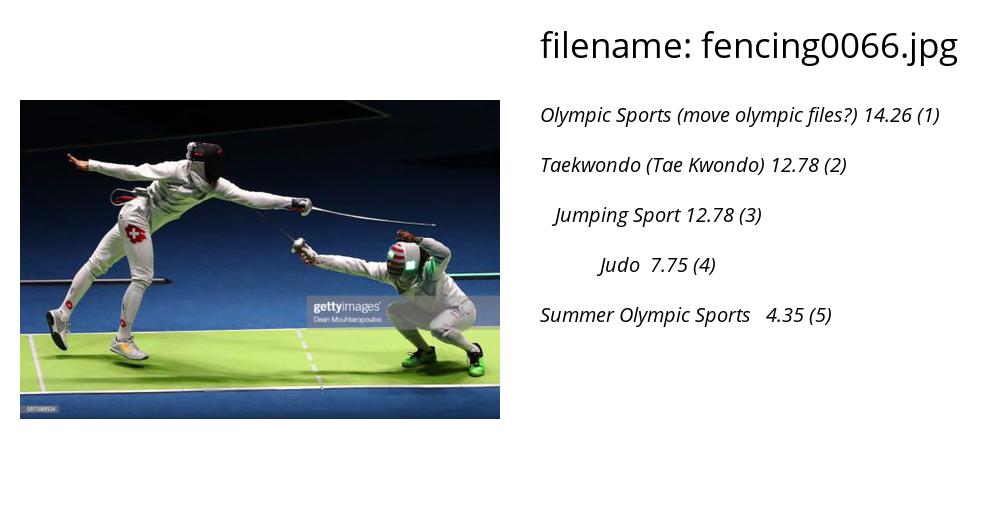 filename: fencing0066.jpg
Olympic Sports (move olympic files?) 14.26 (1)
Taekwondo (Tae Kwondo) 12.78 (2)
Jumping Sport 12.78 (3)
Judo 7.75 (4)
Summer Olympic Sports 4.35 (5)
gettyimages
Dean Mouhtaropoulos